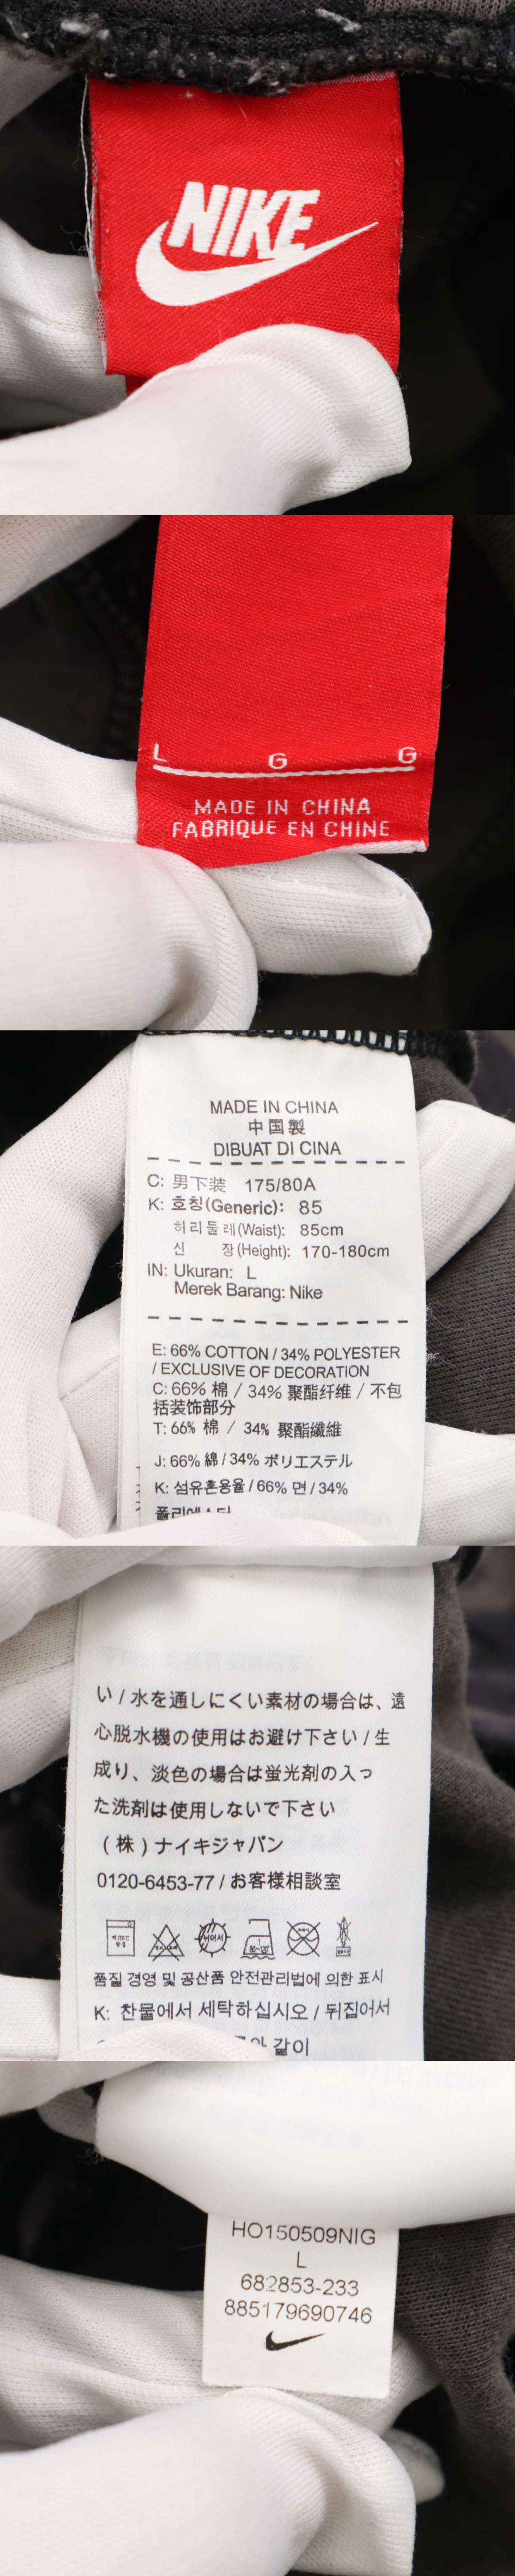 NIKE
L G G
MADE IN CHINA
FABRIQUE EN CHINE
MADE IN CHINA
中国製
DIBUAT DI CINA
C: 男下装 175/80A
K: 호칭(Generic): 85
허리둘레(Waist): 85cm
신 장(Height): 170-180cm
IN: Ukuran: L
Merek Barang: Nike
E: 66% COTTON / 34% POLYESTER
/ EXCLUSIVE OF DECORATION
C: 66% 棉 / 34% 聚酯纤维 / 不包
括装饰部分
T: 66% 棉 / 34% 聚酯纖維
J: 66% 綿 / 34% ポリエステル
K: 섬유혼용율 / 66% 면 / 34%
い / 水を通しにくい素材の場合は、遠
心脱水機の使用はお避け下さい / 生
成り、淡色の場合は蛍光剤の入っ
た洗剤は使用しないで下さい
(株) ナイキジャパン
0120-6453-77 / お客様相談室
품질 경영 및 공산품 안전관리법에 의한 표시
K: 찬물에서 세탁하십시오 / 뒤집어서
같이
HO150509NIG
L
682853-233
885179690746